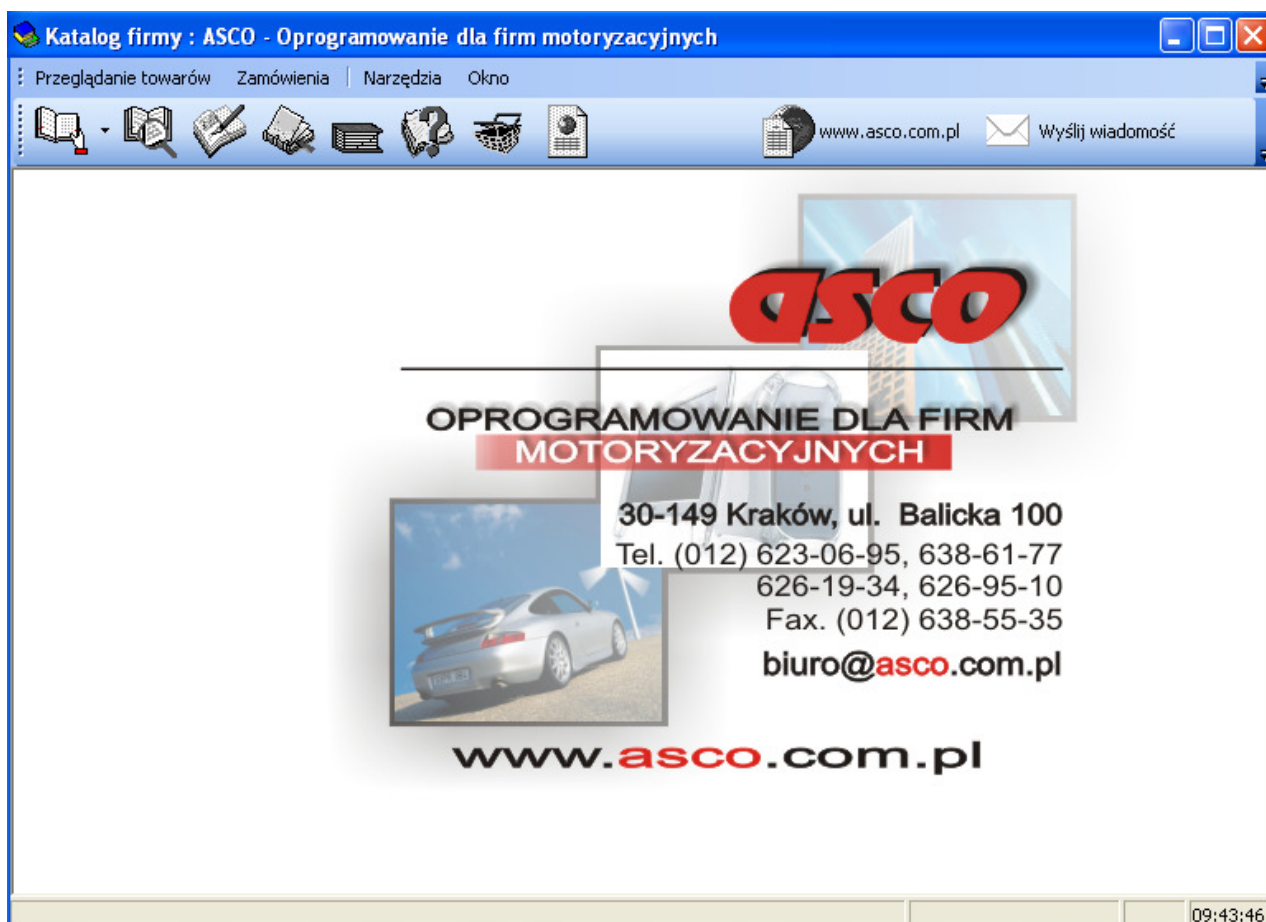 Katalog firmy : ASCO - Oprogramowanie dla firm motoryzacyjnych
Przeglądanie towarów Zamówienia Narzędzia Okno
www.asco.com.pl Wyślij wiadomość
asco
OPROGRAMOWANIE DLA FIRM
MOTORYZACYJNYCH
30-149 Kraków, ul. Balicka 100
Tel. (012) 623-06-95, 638-61-77
626-19-34, 626-95-10
Fax. (012) 638-55-35
biuro@asco.com.pl
www.asco.com.pl
09:43:46